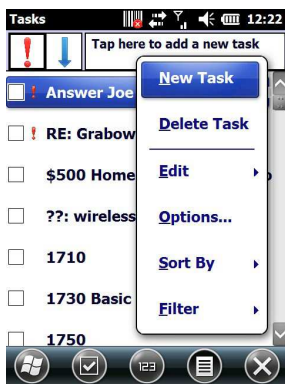 Tasks 12:22
Tap here to add a new task
Answer Joe
New Task
RE: Grabow
Delete Task
$500 Home
Edit
??: wireless
Options...
1710
Sort By
1730 Basic
Filter
1750
123